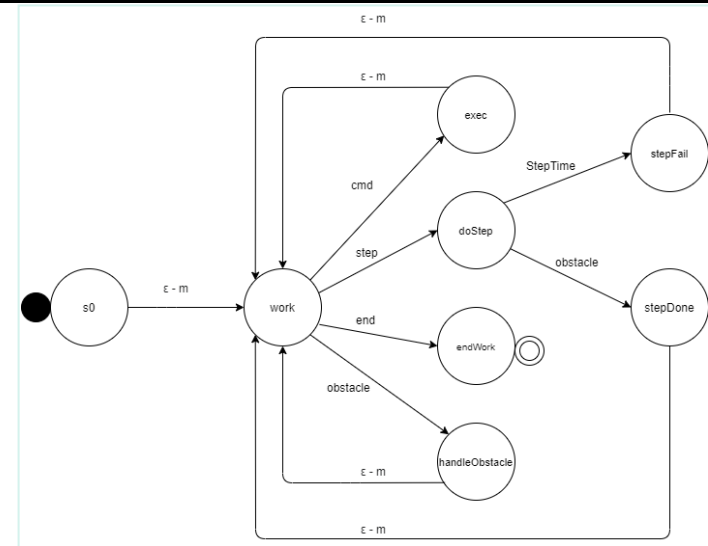 ε - m
ε - m
exec
stepFail
StepTime
cmd
doStep
step
obstacle
ε - m
s0
work
stepDone
end
endWork
obstacle
handleObstacle
ε - m
ε - m